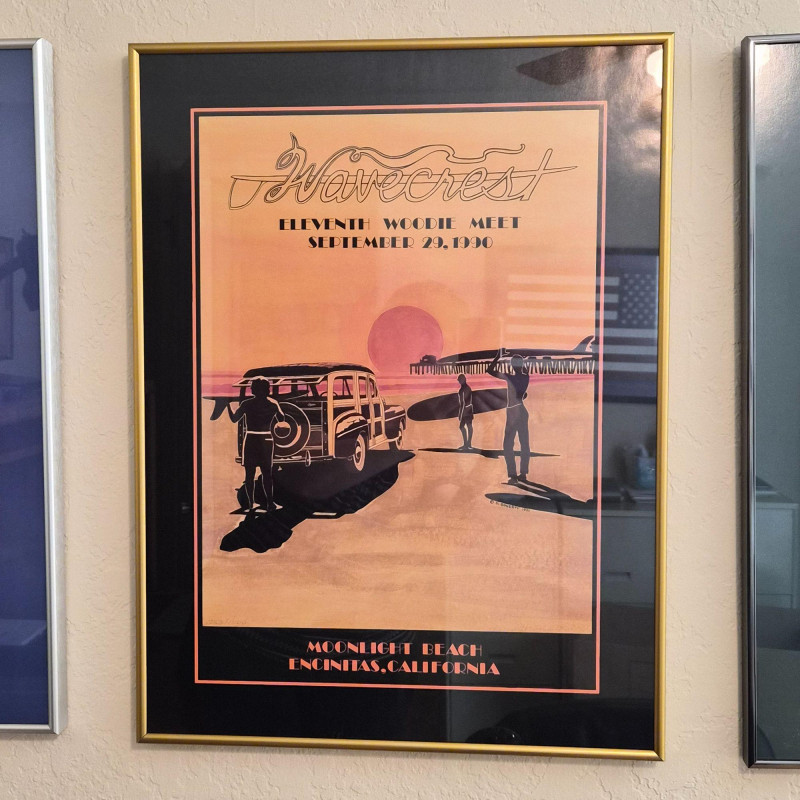 Wavecrest
ELEVENTH WOODIE MEET
SEPTEMBER 29, 1990
MOONLIGHT BEACH
ENCINITAS, CALIFORNIA